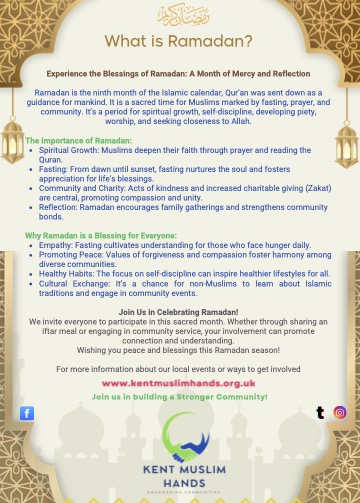 رمضان كريم
What is Ramadan?
Experience the Blessings of Ramadan: A Month of Mercy and Reflection
Ramadan is the ninth month of the Islamic calendar, Qur'an was sent down as a
guidance for mankind. It is a sacred time for Muslims marked by fasting, prayer, and
community. It's a period for spiritual growth, self-discipline, developing piety,
worship, and seeking closeness to Allah.
The Importance of Ramadan:
• Spiritual Growth: Muslims deepen their faith through prayer and reading the
Quran.
• Fasting: From dawn until sunset, fasting nurtures the soul and fosters
appreciation for life's blessings.
• Community and Charity: Acts of kindness and increased charitable giving (Zakat)
are central, promoting compassion and unity.
• Reflection: Ramadan encourages family gatherings and strengthens community
bonds.
Why Ramadan is a Blessing for Everyone:
• Empathy: Fasting cultivates understanding for those who face hunger daily.
• Promoting Peace: Values of forgiveness and compassion foster harmony among
diverse communities.
• Healthy Habits: The focus on self-discipline can inspire healthier lifestyles for all.
• Cultural Exchange: It's a chance for non-Muslims to learn about Islamic
traditions and engage in community events.
Join Us in Celebrating Ramadan!
We invite everyone to participate in this sacred month. Whether through sharing an
iftar meal or engaging in community service, your involvement can promote
connection and understanding.
Wishing you peace and blessings this Ramadan season!
For more information about our local events or ways to get involved
www.kentmuslimhands.org.uk
Join us in building a Stronger Community!
KENT MUSLIM
HANDS
EMPOWERING COMMUNITIES